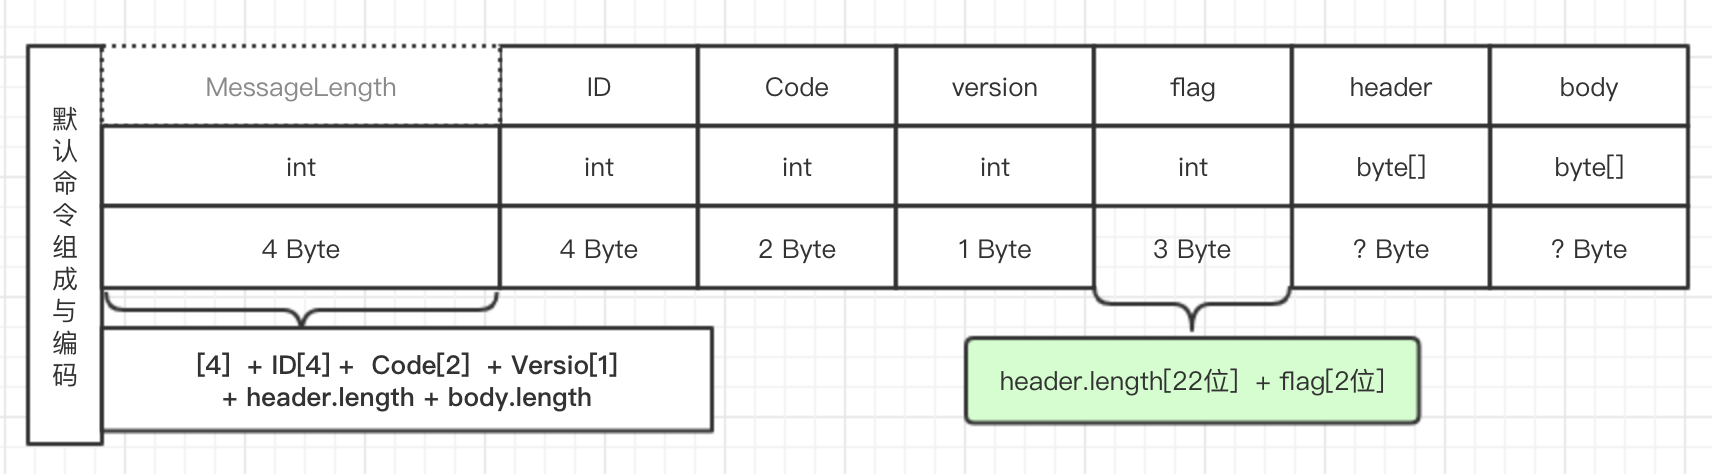 默认命令组成与编码
MessageLength
ID
Code
version
flag
header
body
int
int
int
int
int
byte[]
byte[]
4 Byte
4 Byte
2 Byte
1 Byte
3 Byte
? Byte
? Byte
[4] + ID[4] + Code[2] + Versio[1]
+ header.length + body.length
header.length[22位] + flag[2位]